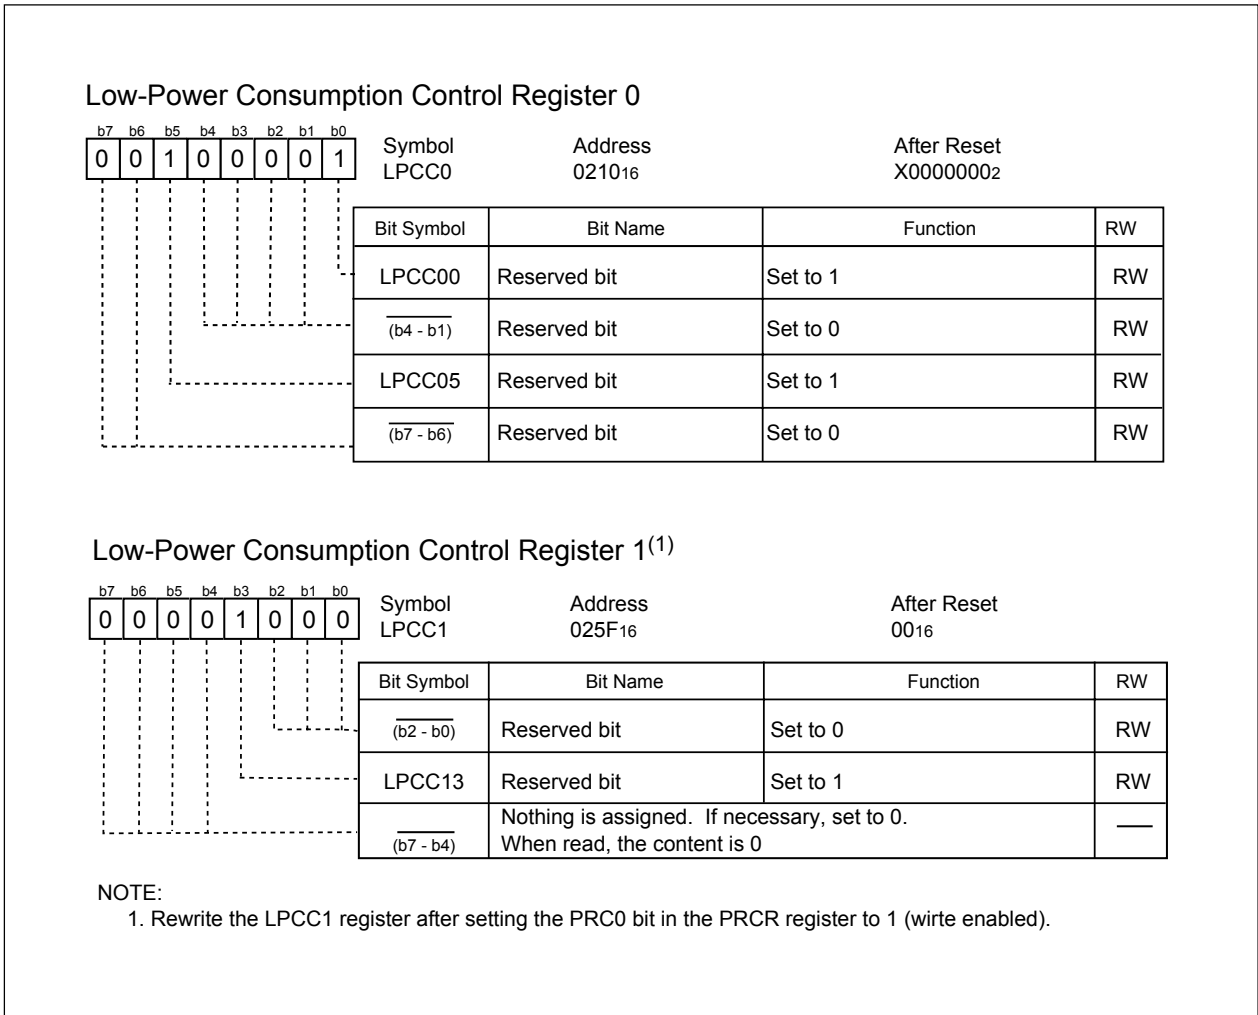 Low-Power Consumption Control Register 0
b7 b6 b5 b4 b3 b2 b1 b0
0 0 1 0 0 0 0 1
Symbol Address After Reset
LPCC0 021016 X00000002
Bit Symbol Bit Name Function RW
LPCC00 Reserved bit Set to 1 RW
(b4 - b1) Reserved bit Set to 0 RW
LPCC05 Reserved bit Set to 1 RW
(b7 - b6) Reserved bit Set to 0 RW
Low-Power Consumption Control Register 1(1)
b7 b6 b5 b4 b3 b2 b1 b0
0 0 0 0 1 0 0 0
Symbol Address After Reset
LPCC1 025F16 0016
Bit Symbol Bit Name Function RW
(b2 - b0) Reserved bit Set to 0 RW
LPCC13 Reserved bit Set to 1 RW
Nothing is assigned. If necessary, set to 0.
(b7 - b4) When read, the content is 0
NOTE:
1. Rewrite the LPCC1 register after setting the PRC0 bit in the PRCR register to 1 (wirte enabled).